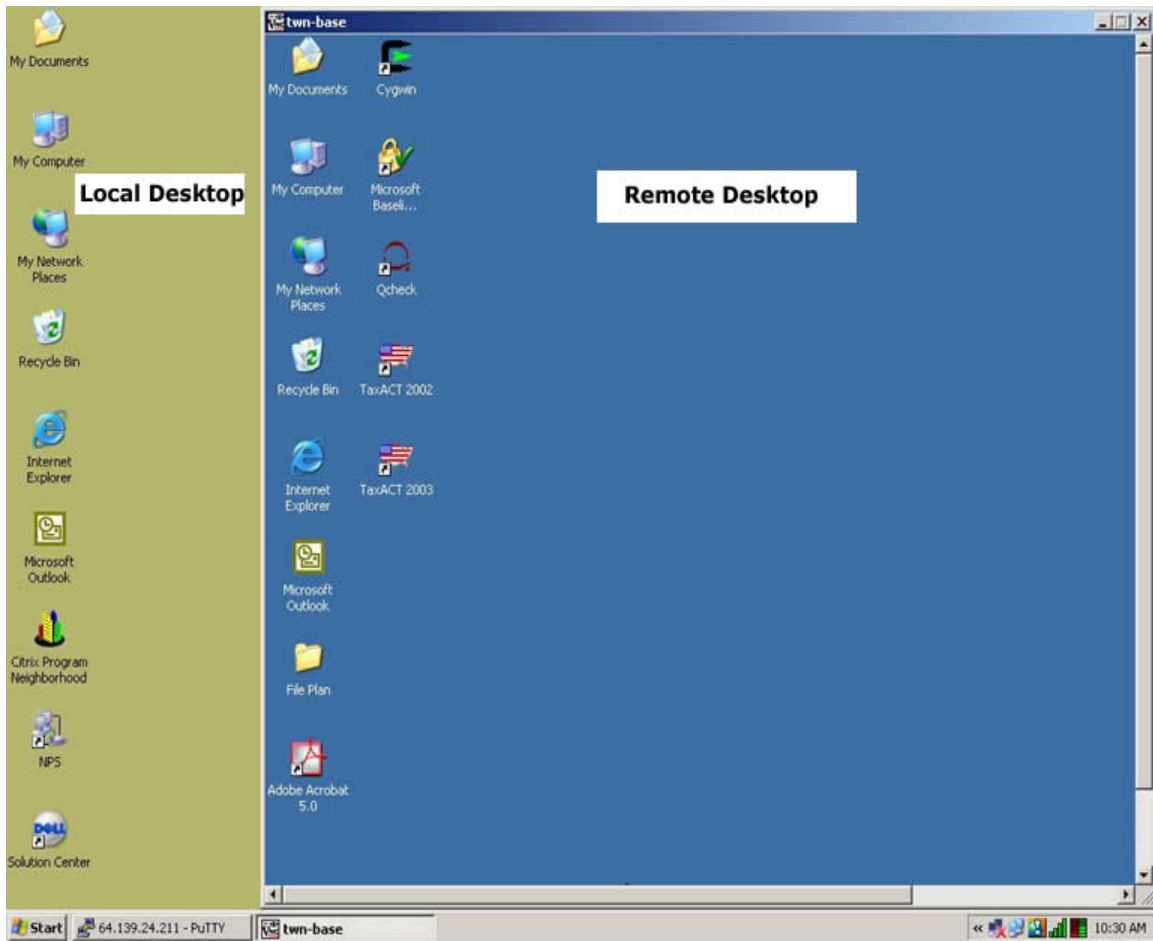 twn-base
My Documents
My Computer
Local Desktop
My Network
Places
Recycle Bin
Internet
Explorer
Microsoft
Outlook
Citrix Program
Neighborhood
NPS
DELL
Solution Center
My Documents
Cygwin
My Computer
Microsoft
Baseli...
Remote Desktop
My Network
Places
Qcheck
Recycle Bin
TaxACT 2002
Internet
Explorer
TaxACT 2003
Microsoft
Outlook
File Plan
Adobe Acrobat
5.0
Start
64.139.24.211 - PuTTY
twn-base
«
10:30 AM